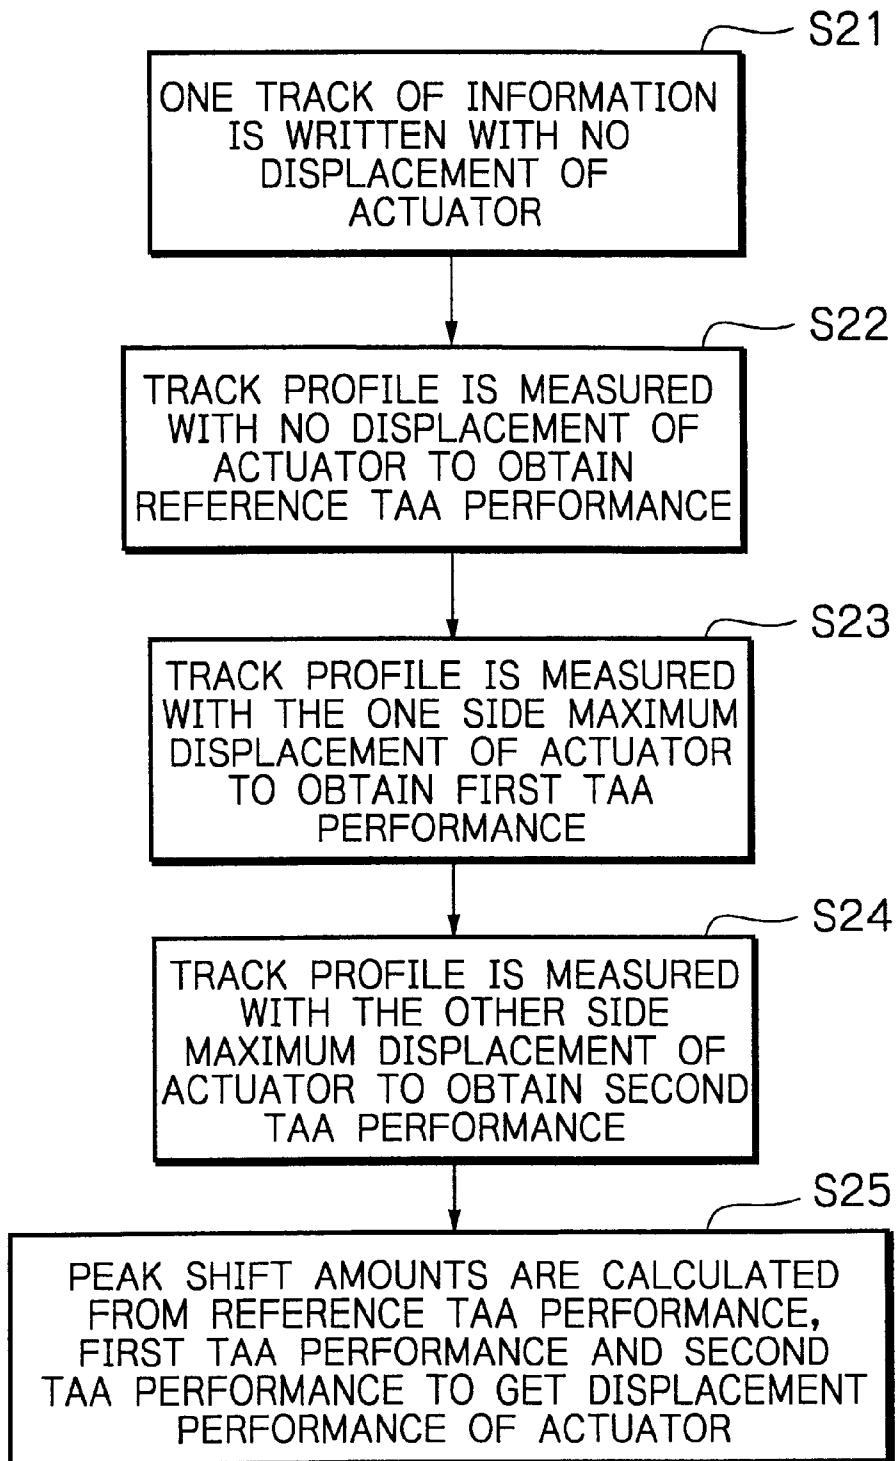 S21
ONE TRACK OF INFORMATION
IS WRITTEN WITH NO
DISPLACEMENT OF
ACTUATOR
S22
TRACK PROFILE IS MEASURED
WITH NO DISPLACEMENT OF
ACTUATOR TO OBTAIN
REFERENCE TAA PERFORMANCE
S23
TRACK PROFILE IS MEASURED
WITH THE ONE SIDE MAXIMUM
DISPLACEMENT OF ACTUATOR
TO OBTAIN FIRST TAA
PERFORMANCE
S24
TRACK PROFILE IS MEASURED
WITH THE OTHER SIDE
MAXIMUM DISPLACEMENT OF
ACTUATOR TO OBTAIN SECOND
TAA PERFORMANCE
S25
PEAK SHIFT AMOUNTS ARE CALCULATED
FROM REFERENCE TAA PERFORMANCE,
FIRST TAA PERFORMANCE AND SECOND
TAA PERFORMANCE TO GET DISPLACEMENT
PERFORMANCE OF ACTUATOR